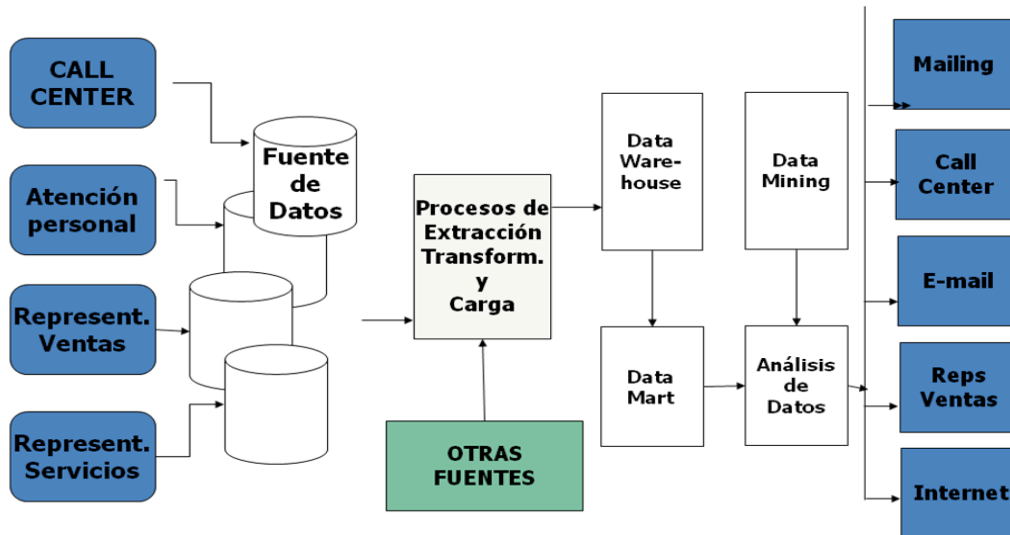 CALL
CENTER
Atención
personal
Represent.
Ventas
Represent.
Servicios
Fuente
de
Datos
Procesos de
Extracción
Transform.
y
Carga
OTRAS
FUENTES
Data
Ware-
house
Data
Mart
Data
Mining
Análisis
de
Datos
Mailing
Call
Center
E-mail
Reps
Ventas
Internet